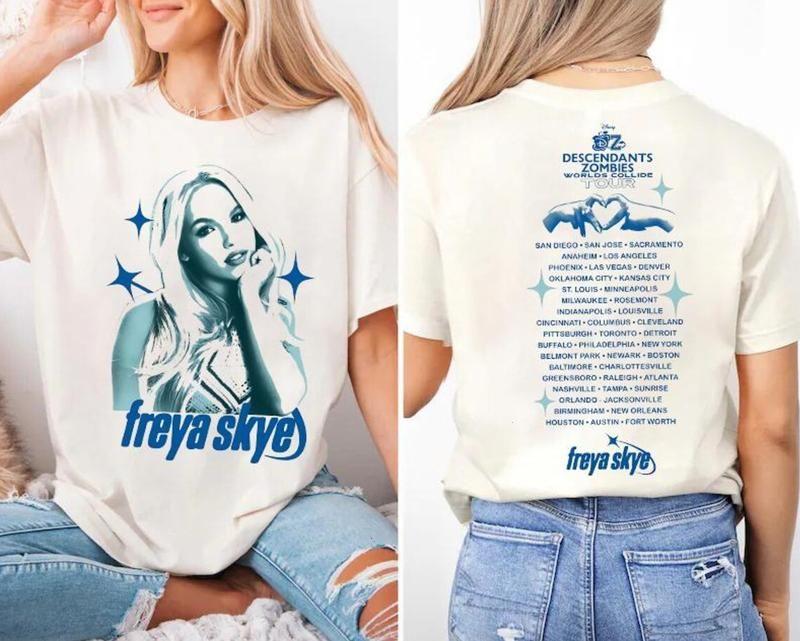 freya skye
Disney
DZ
DESCENDANTS
ZOMBIES
WORLDS COLLIDE
TOUR
SAN DIEGO • SAN JOSE • SACRAMENTO
ANAHEIM • LOS ANGELES
PHOENIX • LAS VEGAS • DENVER
OKLAHOMA CITY • KANSAS CITY
ST. LOUIS • MINNEAPOLIS
MILWAUKEE • ROSEMONT
INDIANAPOLIS • LOUISVILLE
CINCINNATI • COLUMBUS • CLEVELAND
PITTSBURGH • TORONTO • DETROIT
BUFFALO • PHILADELPHIA • NEW YORK
BELMONT PARK • NEWARK • BOSTON
BALTIMORE • CHARLOTTESVILLE
GREENSBORO • RALEIGH • ATLANTA
NASHVILLE • TAMPA • SUNRISE
ORLANDO • JACKSONVILLE
BIRMINGHAM • NEW ORLEANS
HOUSTON • AUSTIN • FORT WORTH
freya skye